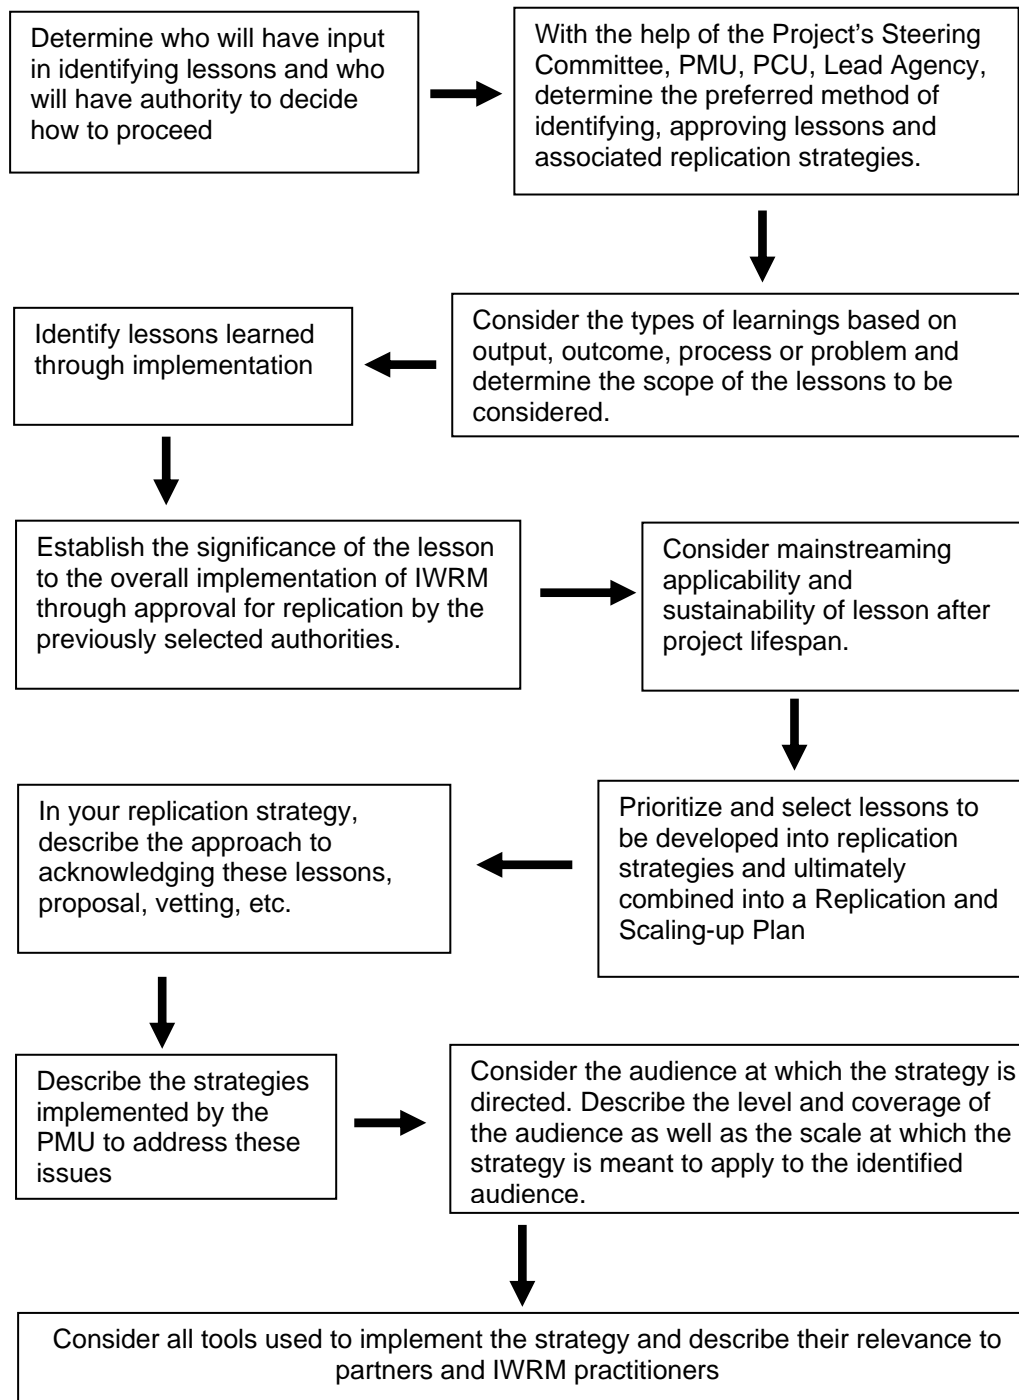 Determine who will have input
in identifying lessons and who
will have authority to decide
how to proceed
With the help of the Project’s Steering
Committee, PMU, PCU, Lead Agency,
determine the preferred method of
identifying, approving lessons and
associated replication strategies.
Consider the types of learnings based on
output, outcome, process or problem and
determine the scope of the lessons to be
considered.
Identify lessons learned
through implementation
Establish the significance of the lesson
to the overall implementation of IWRM
through approval for replication by the
previously selected authorities.
Consider mainstreaming
applicability and
sustainability of lesson after
project lifespan.
Prioritize and select lessons to
be developed into replication
strategies and ultimately
combined into a Replication and
Scaling-up Plan
In your replication strategy,
describe the approach to
acknowledging these lessons,
proposal, vetting, etc.
Describe the strategies
implemented by the
PMU to address these
issues
Consider the audience at which the strategy is
directed. Describe the level and coverage of
the audience as well as the scale at which the
strategy is meant to apply to the identified
audience.
Consider all tools used to implement the strategy and describe their relevance to
partners and IWRM practitioners